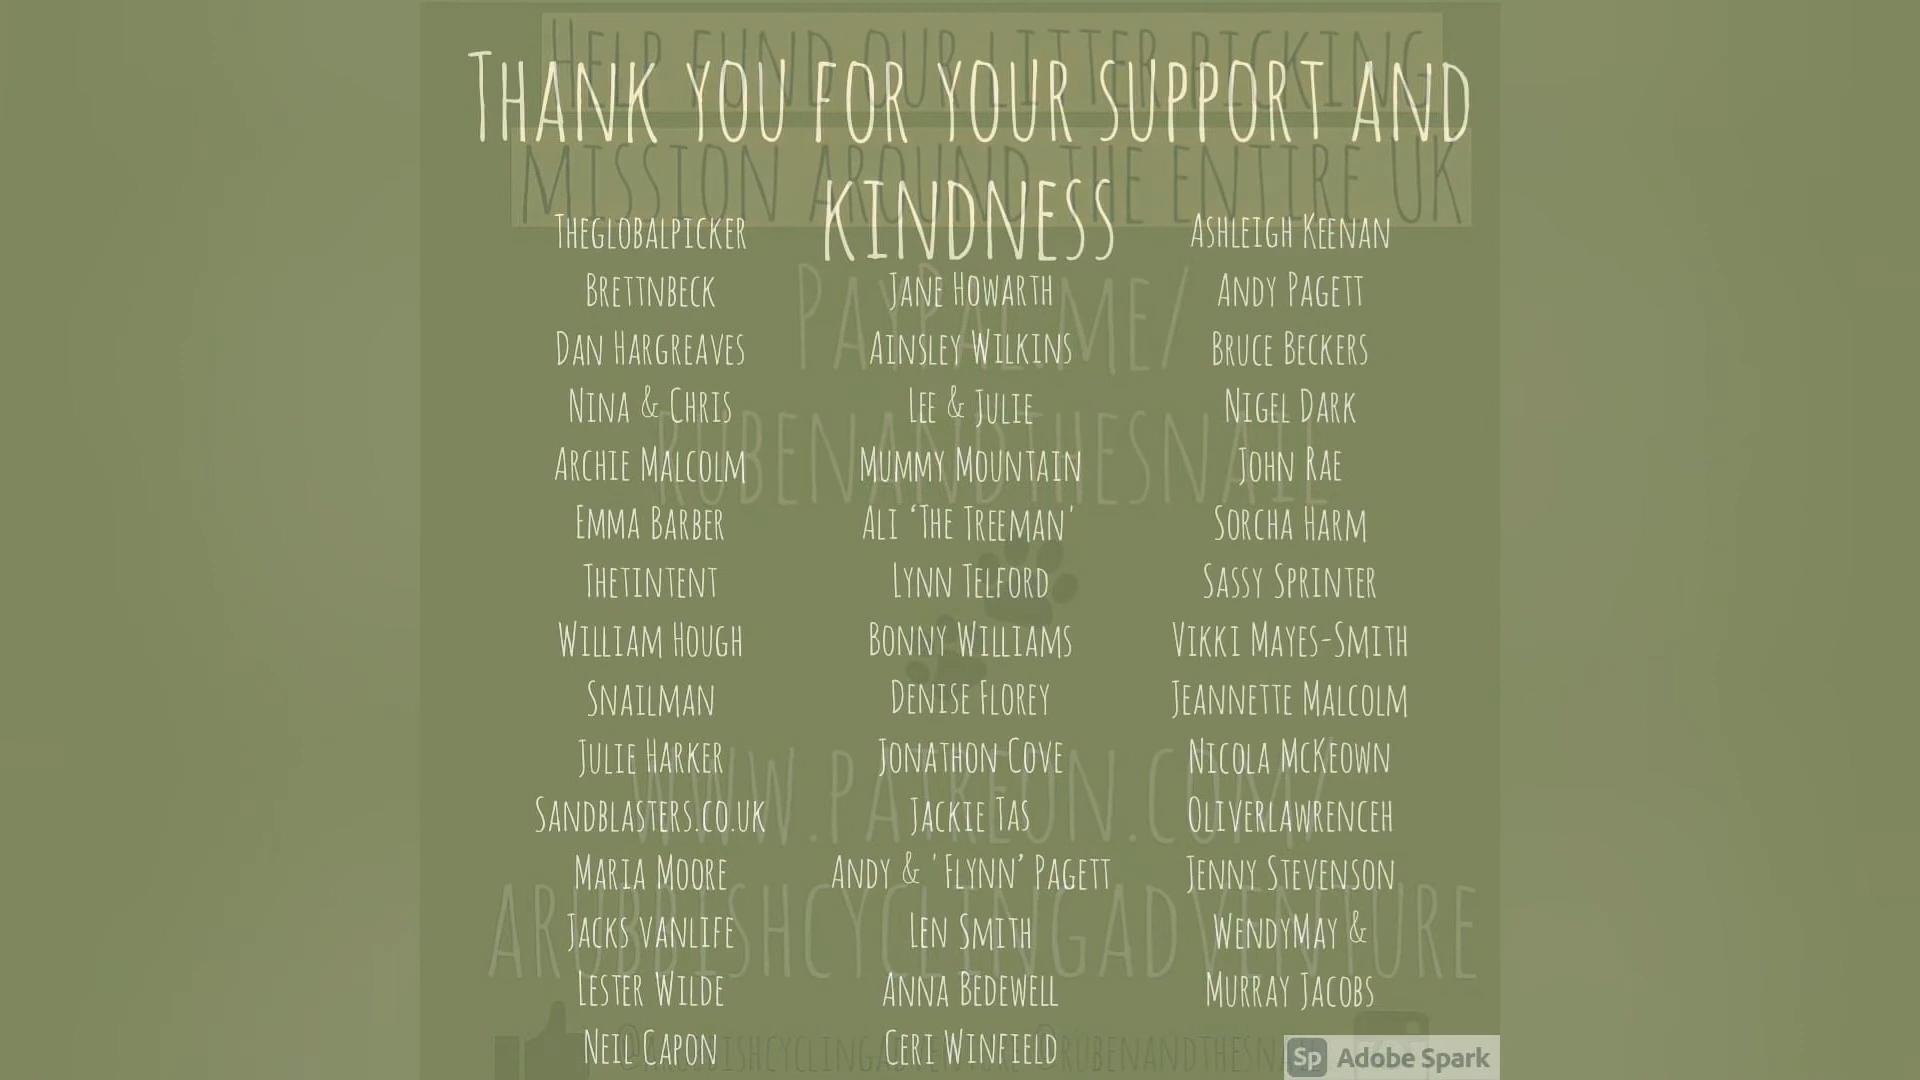 Help fund our litter picking
mission around the entire UK
Thank you for your support and
kindness
Theglobalpicker
Brettnbeck
Dan Hargreaves
Nina & Chris
Archie Malcolm
Emma Barber
Thetintent
William Hough
Snailman
Julie Harker
Sandblasters.co.uk
Maria Moore
Jacks vanlife
Lester Wilde
Neil Capon
Jane Howarth
Ainsley Wilkins
Lee & Julie
Mummy Mountain
Ali ‘The Treeman'
Lynn Telford
Bonny Williams
Denise Florey
Jonathon Cove
Jackie Tas
Andy & 'Flynn’ Pagett
Len Smith
Anna Bedewell
Ceri Winfield
Ashleigh Keenan
Andy Pagett
Bruce Beckers
Nigel Dark
John Rae
Sorcha Harm
Sassy Sprinter
Vikki Mayes-Smith
Jeannette Malcolm
Nicola McKeown
Oliverlawrenceh
Jenny Stevenson
WendyMay &
Murray Jacobs
PayPal.me/
rubenandthesnail
www.patreon.com/
arubbishcyclingadventure
Sp Adobe Spark